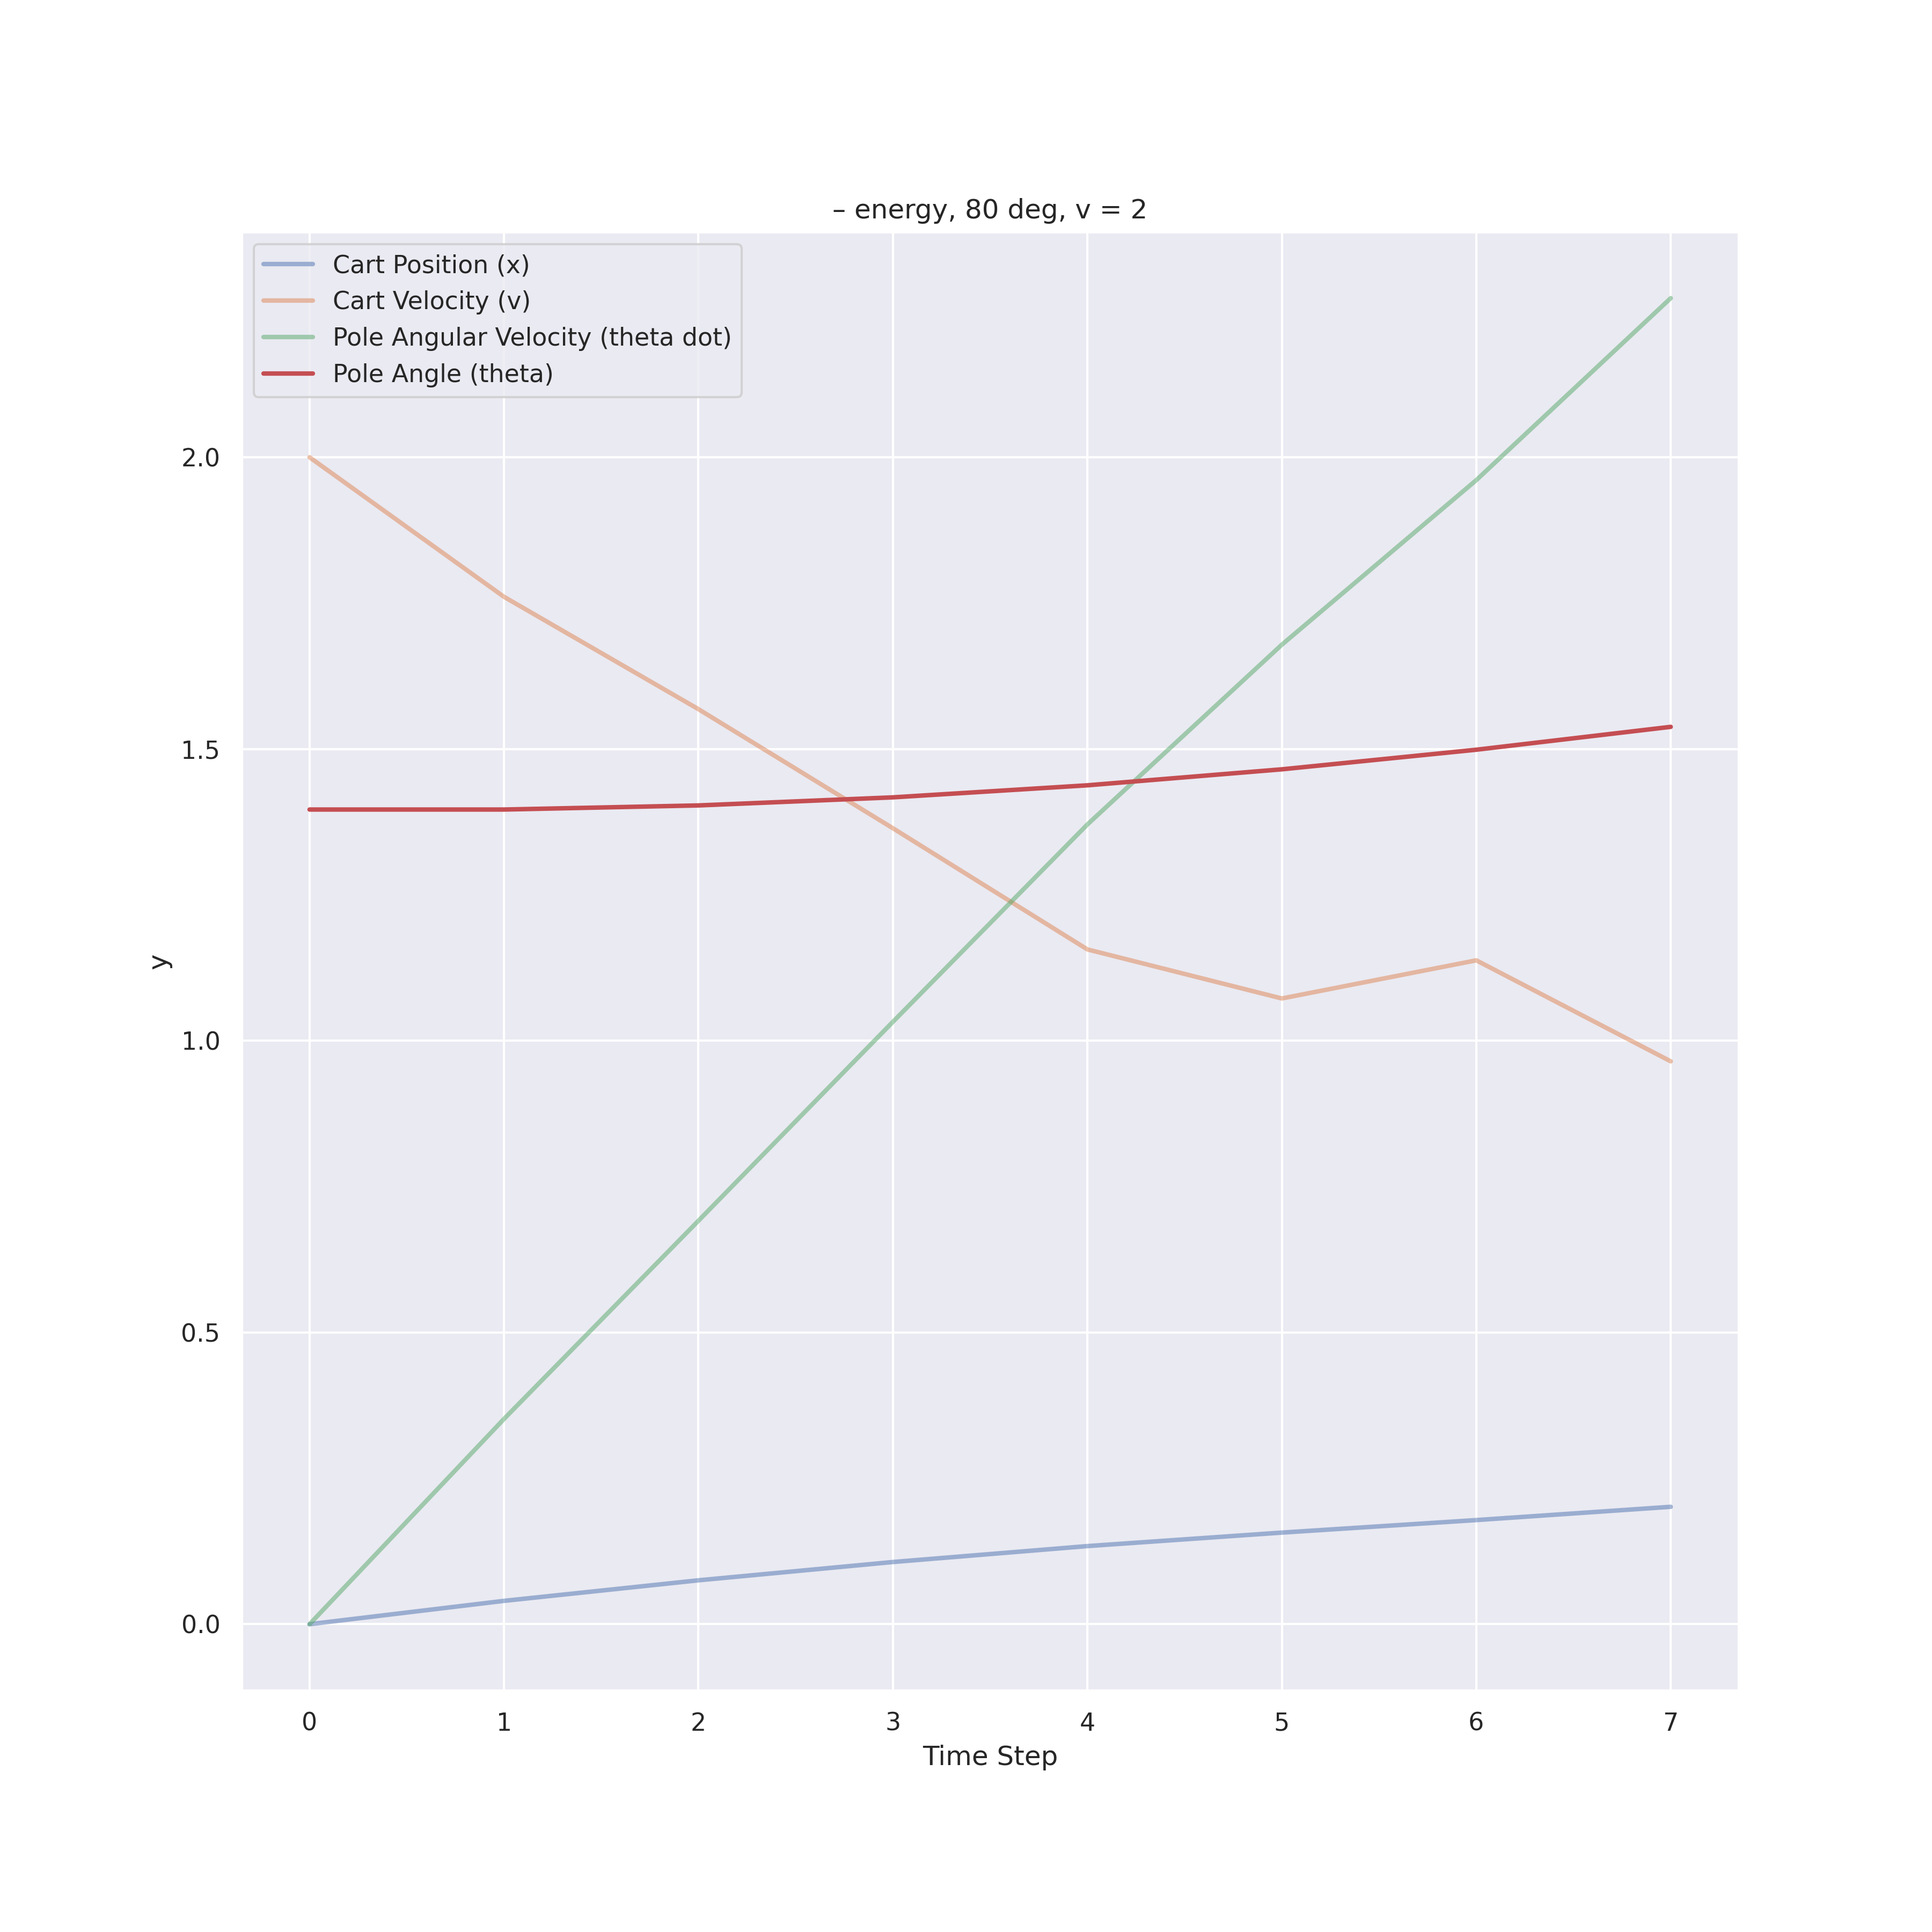 – energy, 80 deg, v = 2
Cart Position (x)
Cart Velocity (v)
Pole Angular Velocity (theta dot)
Pole Angle (theta)
2.0
1.5
1.0
0.5
0.0
y
0 1 2 3 4 5 6 7
Time Step